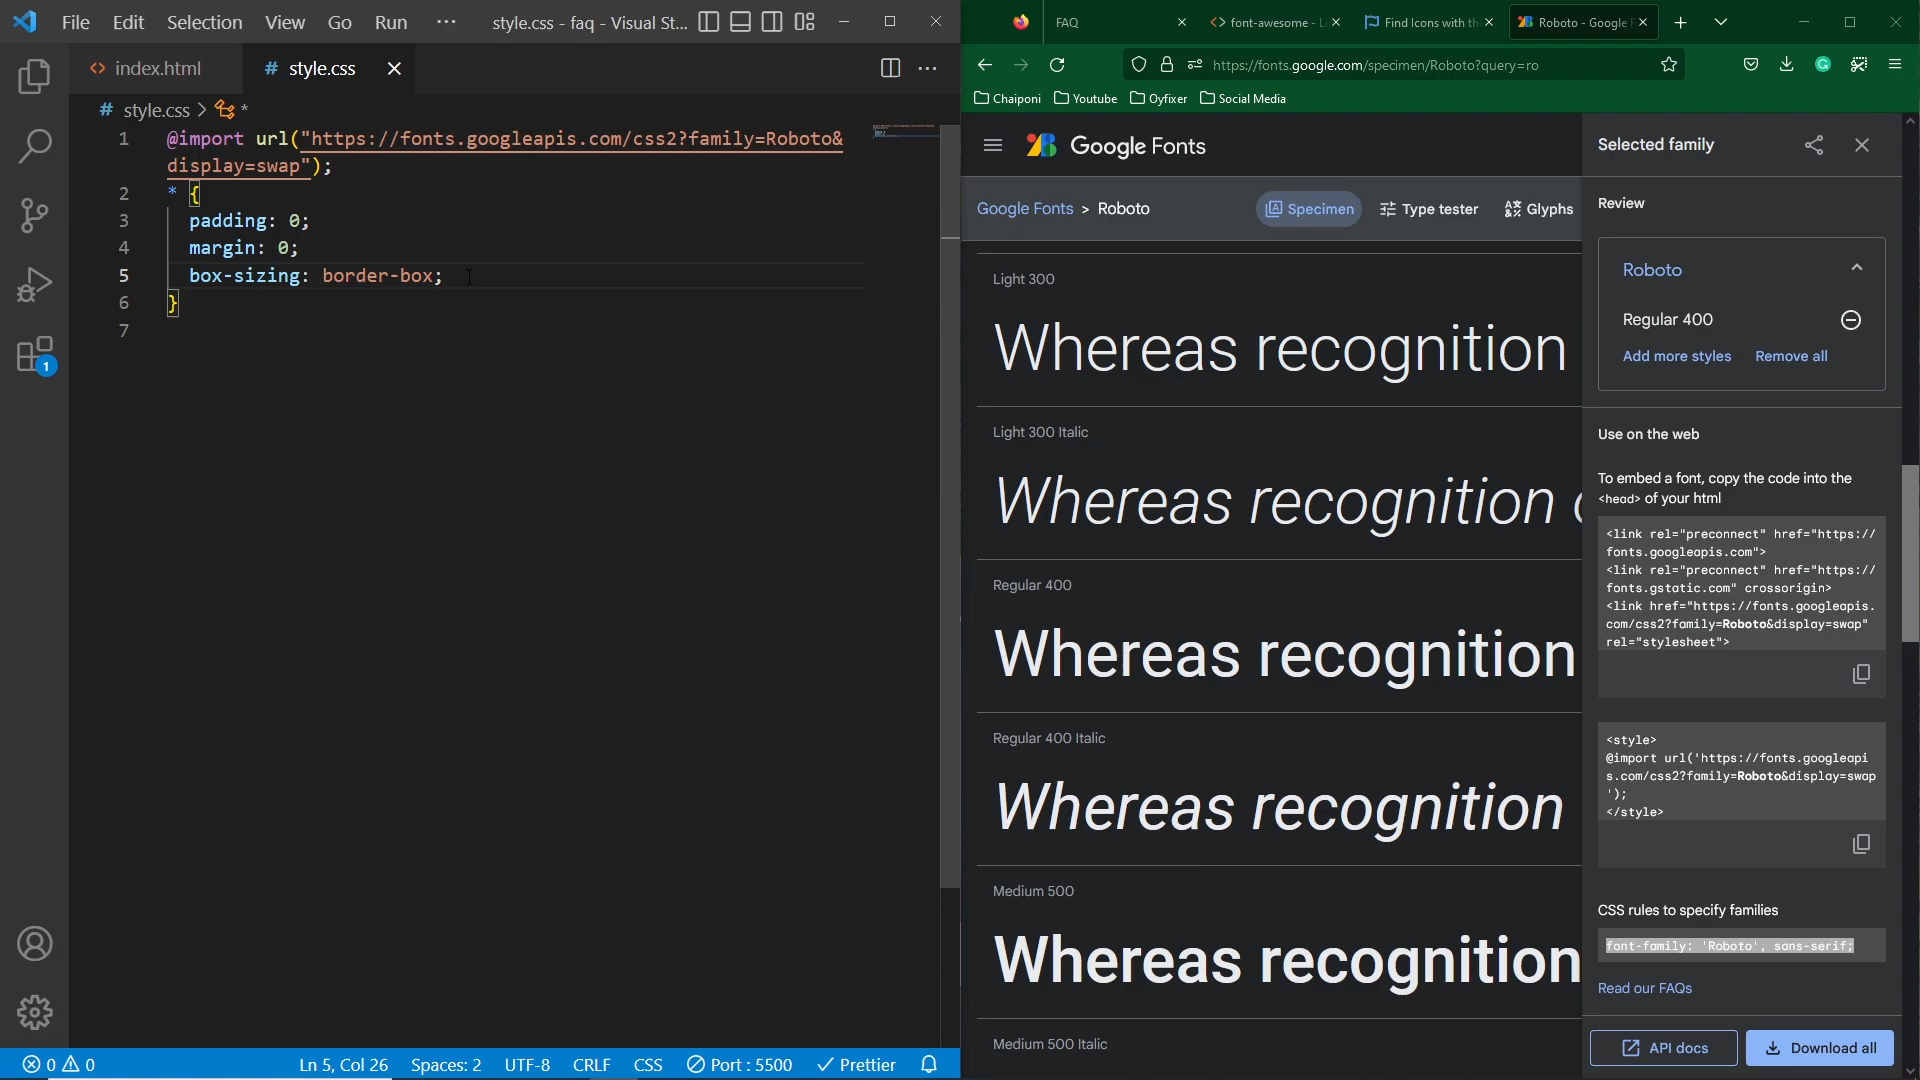 File Edit Selection View Go Run ··· style.css - faq - Visual St...
index.html # style.css
# style.css > *
1 @import url("https://fonts.googleapis.com/css2?family=Roboto&
display=swap");
2 * {
3 padding: 0;
4 margin: 0;
5 box-sizing: border-box;
6 }
7
1
0 0 Ln 5, Col 26 Spaces: 2 UTF-8 CRLF CSS Port : 5500 Prettier
FAQ font-awesome - Li Find Icons with th Roboto - Google F
https://fonts.google.com/specimen/Roboto?query=ro
Chaiponi Youtube Oyfixer Social Media
Google Fonts
Google Fonts > Roboto Specimen Type tester Glyphs
Light 300
Whereas recognition
Light 300 Italic
Whereas recognition
Regular 400
Whereas recognition
Regular 400 Italic
Whereas recognition
Medium 500
Whereas recognition
Medium 500 Italic
Selected family
Review
Roboto
Regular 400
Add more styles Remove all
Use on the web
To embed a font, copy the code into the
<head> of your html
<link rel="preconnect" href="https://
fonts.googleapis.com">
<link rel="preconnect" href="https://
fonts.gstatic.com" crossorigin>
<link href="https://fonts.googleapis.
com/css2?family=Roboto&display=swap"
rel="stylesheet">
<style>
@import url('https://fonts.googleapi
s.com/css2?family=Roboto&display=swap
');
</style>
CSS rules to specify families
font-family: 'Roboto', sans-serif;
Read our FAQs
API docs Download all